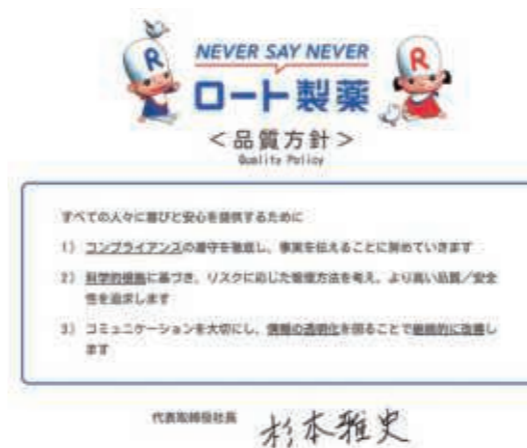 R
R
NEVER SAY NEVER
ロート製薬
＜品質方針＞
Quality Policy
すべての人々に喜びと安心を提供するために
1) コンプライアンスの遵守を徹底し、事実を伝えることに努めていきます
2) 科学的根拠に基づき、リスクに応じた管理方法を考え、より高い品質／安全
性を追求します
3) コミュニケーションを大切にし、情報の透明化を図ることで継続的に改善し
ます
代表取締役社長 杉本雅史